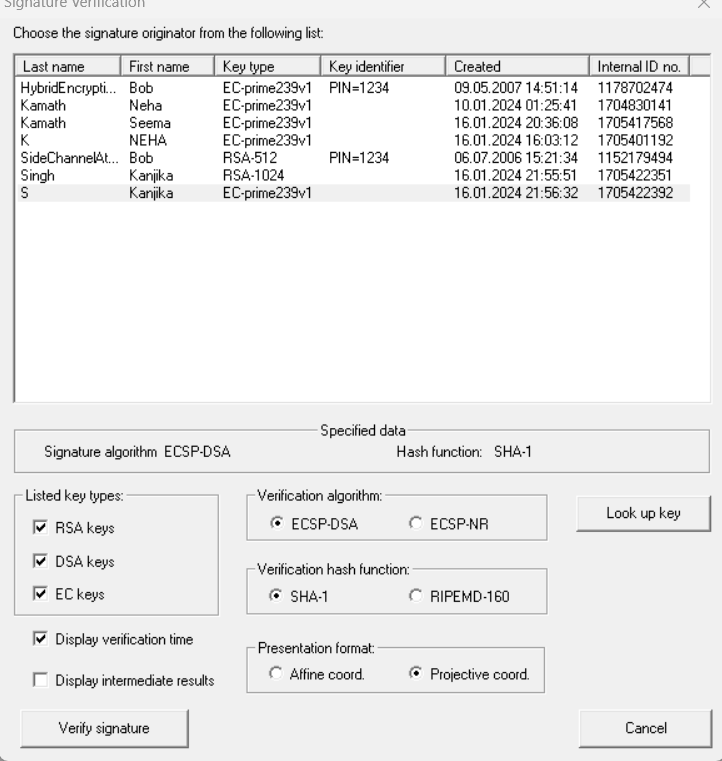 Signature Verification
Choose the signature originator from the following list:
Last name First name Key type Key identifier Created Internal ID no.
HybridEncrypti... Bob EC-prime239v1 PIN=1234 09.05.2007 14:51:14 1178702474
Kamath Neha EC-prime239v1 10.01.2024 01:25:41 1704830141
Kamath Seema EC-prime239v1 16.01.2024 20:36:08 1705417568
K NEHA EC-prime239v1 16.01.2024 16:03:12 1705401192
SideChannelAt... Bob RSA-512 PIN=1234 06.07.2006 15:21:34 1152179494
Singh Kanjika RSA-1024 16.01.2024 21:55:51 1705422351
S Kanjika EC-prime239v1 16.01.2024 21:56:32 1705422392
Specified data
Signature algorithm ECSP-DSA Hash function: SHA-1
Listed key types:
RSA keys
DSA keys
EC keys
Verification algorithm:
ECSP-DSA ECSP-NR
Look up key
Verification hash function:
SHA-1 RIPEMD-160
Display verification time
Display intermediate results
Presentation format:
Affine coord. Projective coord.
Verify signature Cancel